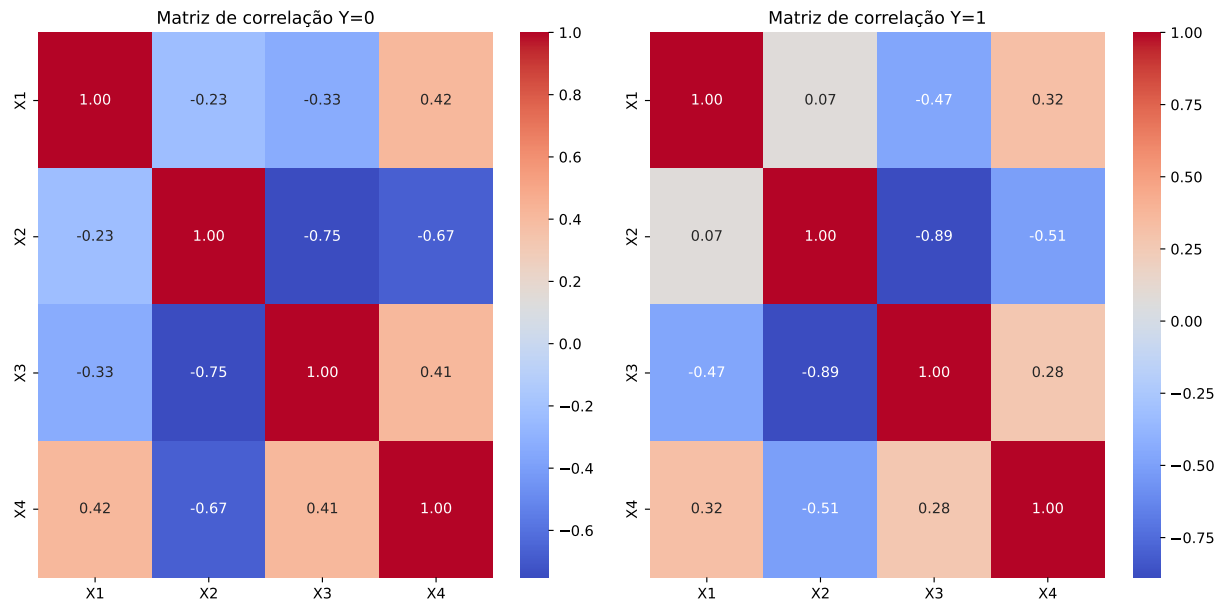 Matriz de correlação Y=0
X1 1.00 -0.23 -0.33 0.42
X2 -0.23 1.00 -0.75 -0.67
X3 -0.33 -0.75 1.00 0.41
X4 0.42 -0.67 0.41 1.00
X1 X2 X3 X4
1.0
0.8
0.6
0.4
0.2
0.0
−0.2
−0.4
−0.6
Matriz de correlação Y=1
X1 1.00 0.07 -0.47 0.32
X2 0.07 1.00 -0.89 -0.51
X3 -0.47 -0.89 1.00 0.28
X4 0.32 -0.51 0.28 1.00
X1 X2 X3 X4
1.00
0.75
0.50
0.25
0.00
−0.25
−0.50
−0.75